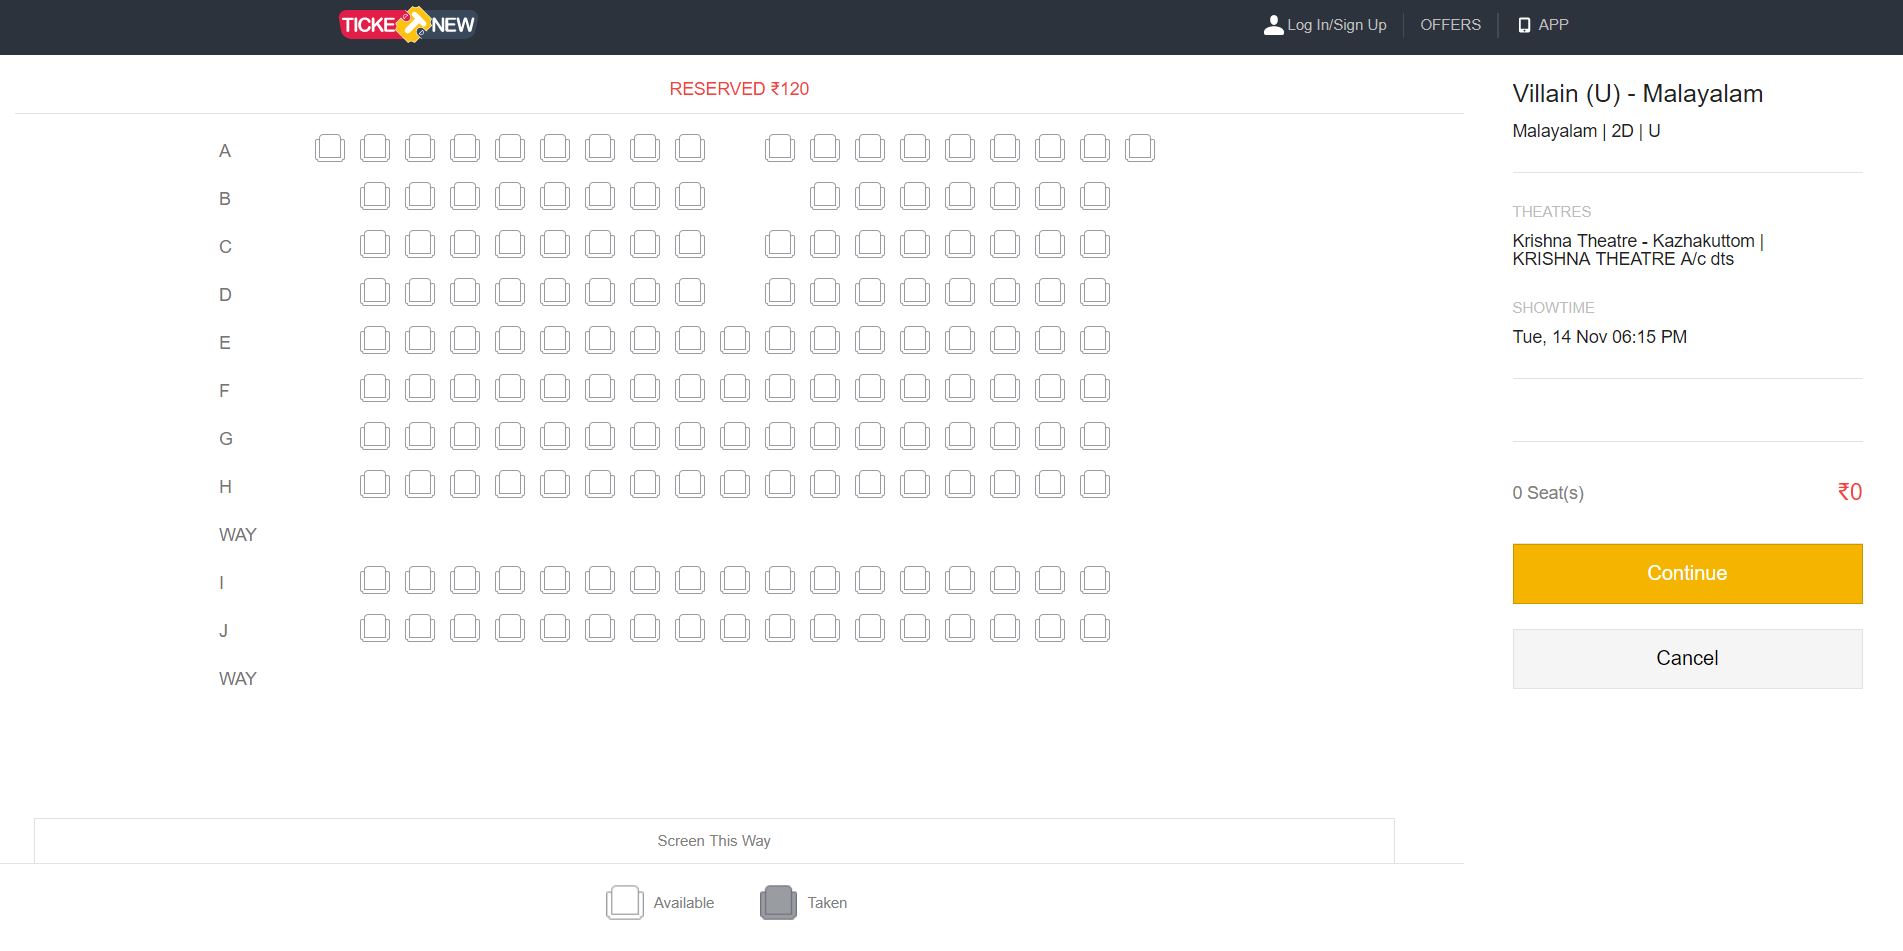 TICKETNEW
Log In/Sign Up
OFFERS
APP
RESERVED ₹120
A
B
C
D
E
F
G
H
WAY
I
J
WAY
Screen This Way
Available
Taken
Villain (U) - Malayalam
Malayalam | 2D | U
THEATRES
Krishna Theatre - Kazhakuttom |
KRISHNA THEATRE A/c dts
SHOWTIME
Tue, 14 Nov 06:15 PM
0 Seat(s)
₹0
Continue
Cancel